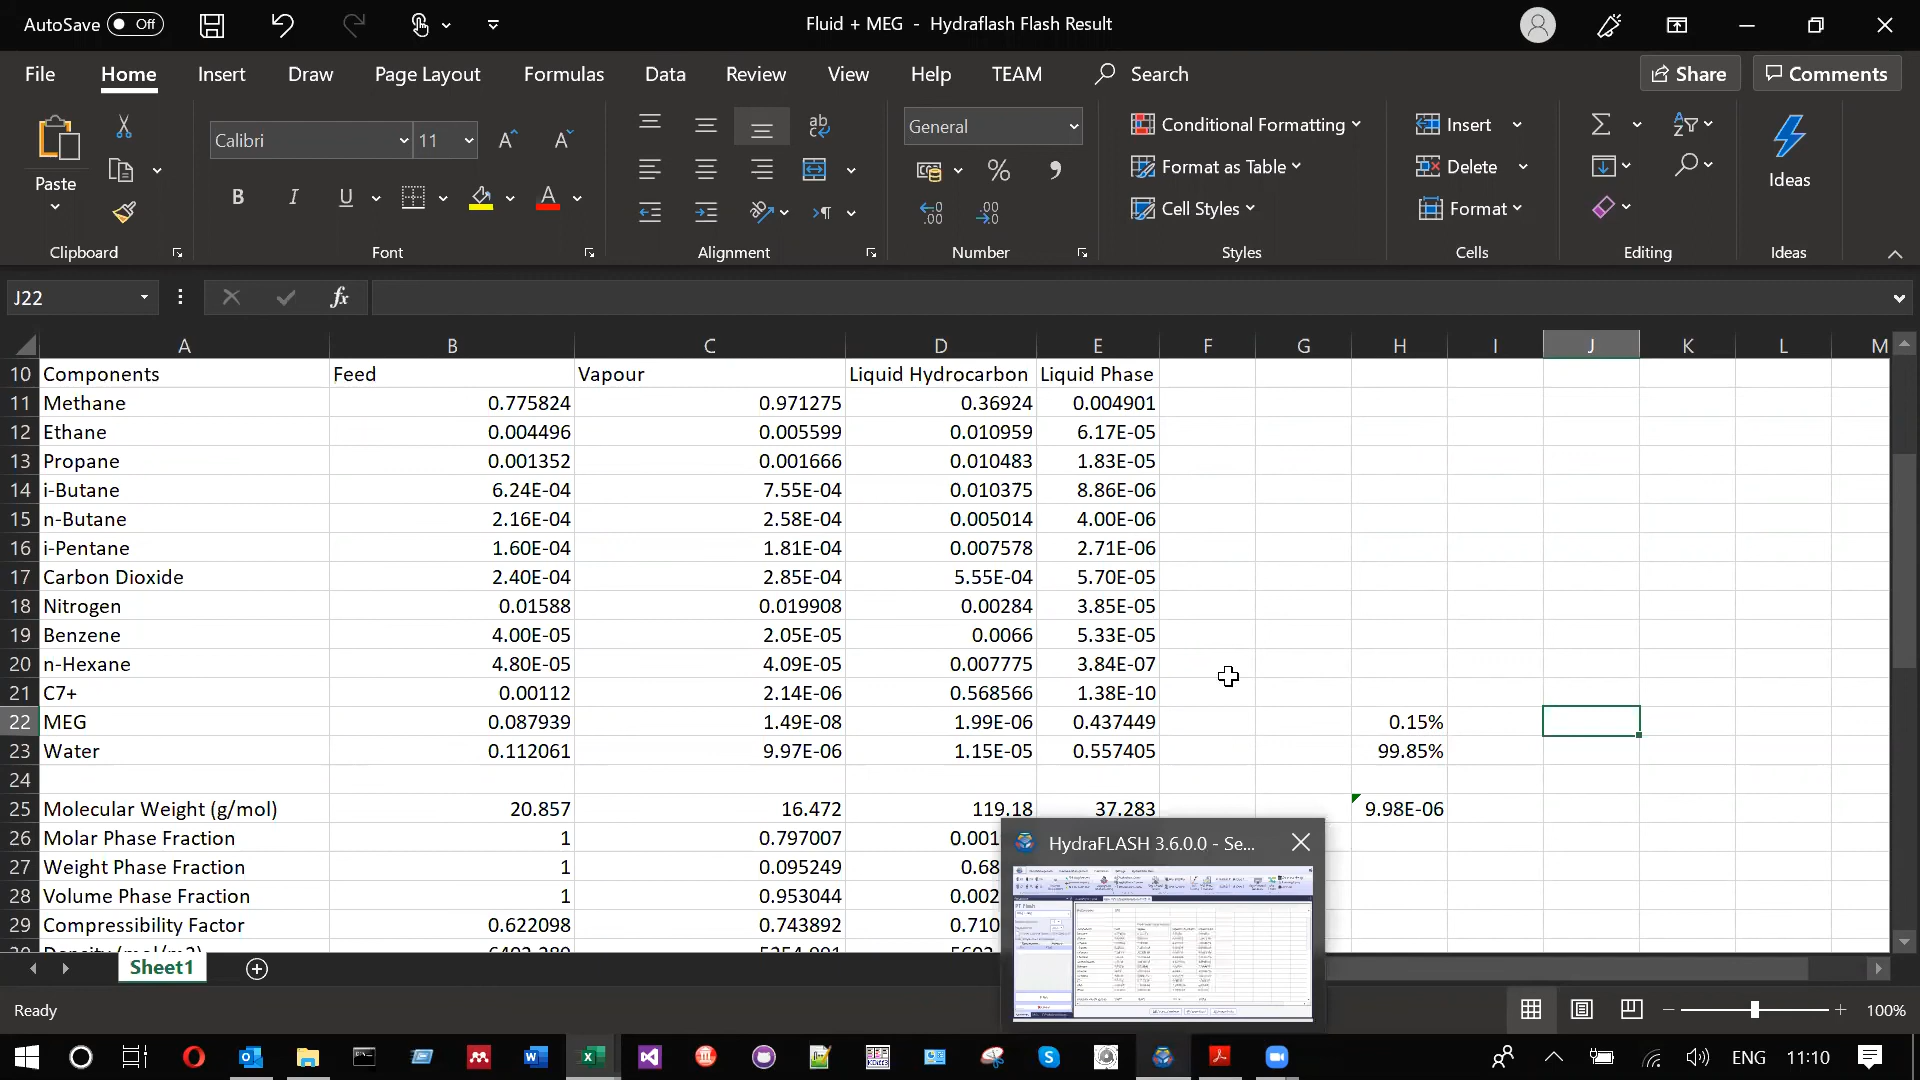 AutoSave Off
Fluid + MEG - Hydraflash Flash Result
File Home Insert Draw Page Layout Formulas Data Review View Help TEAM Search Share Comments
Paste
Clipboard
Calibri 11
Font
Alignment
General
Number
Conditional Formatting
Format as Table
Cell Styles
Styles
Insert
Delete
Format
Cells
Editing
Ideas
Ideas
J22 fx
A B C D E F G H I J K L M
10 Components Feed Vapour Liquid Hydrocarbon Liquid Phase
11 Methane 0.775824 0.971275 0.36924 0.004901
12 Ethane 0.004496 0.005599 0.010959 6.17E-05
13 Propane 0.001352 0.001666 0.010483 1.83E-05
14 i-Butane 6.24E-04 7.55E-04 0.010375 8.86E-06
15 n-Butane 2.16E-04 2.58E-04 0.005014 4.00E-06
16 i-Pentane 1.60E-04 1.81E-04 0.007578 2.71E-06
17 Carbon Dioxide 2.40E-04 2.85E-04 5.55E-04 5.70E-05
18 Nitrogen 0.01588 0.019908 0.00284 3.85E-05
19 Benzene 4.00E-05 2.05E-05 0.0066 5.33E-05
20 n-Hexane 4.80E-05 4.09E-05 0.007775 3.84E-07
21 C7+ 0.00112 2.14E-06 0.568566 1.38E-10
22 MEG 0.087939 1.49E-08 1.99E-06 0.437449 0.15%
23 Water 0.112061 9.97E-06 1.15E-05 0.557405 99.85%
24
25 Molecular Weight (g/mol) 20.857 16.472 119.18 37.283 9.98E-06
26 Molar Phase Fraction 1 0.797007 0.001
27 Weight Phase Fraction 1 0.095249 0.68
28 Volume Phase Fraction 1 0.953044 0.002
29 Compressibility Factor 0.622098 0.743892 0.710
HydraFLASH 3.6.0.0 - Se...
Sheet1
Ready
100%
ENG 11:10